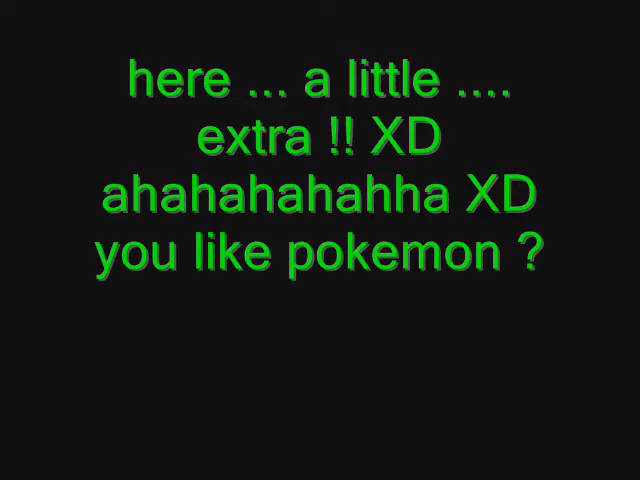 here ... a little ....
extra !! XD
ahahahahahha XD
you like pokemon ?